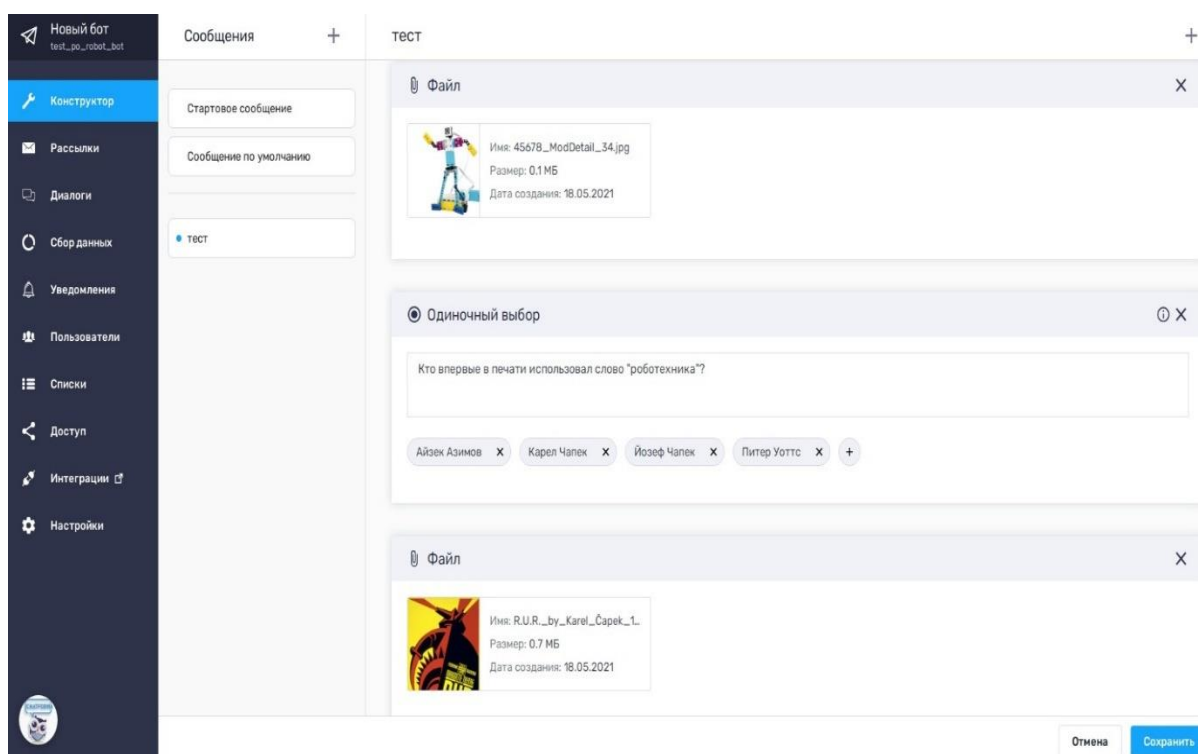 Новый бот
test_po_robot_bot
Конструктор
Рассылки
Диалоги
Сбор данных
Уведомления
Пользователи
Списки
Доступ
Интеграции
Настройки
Сообщения +
Стартовое сообщение
Сообщение по умолчанию
тест
тест +
Файл X
Имя: 45678_ModDetail_34.jpg
Размер: 0.1 МБ
Дата создания: 18.05.2021
Одиночный выбор X
Кто впервые в печати использовал слово "роботехника"?
Айзек Азимов X Карел Чапек X Йозеф Чапек X Питер Уоттс X +
Файл X
Имя: R.U.R._by_Karel_Čapek_1...
Размер: 0.7 МБ
Дата создания: 18.05.2021
Отмена Сохранить